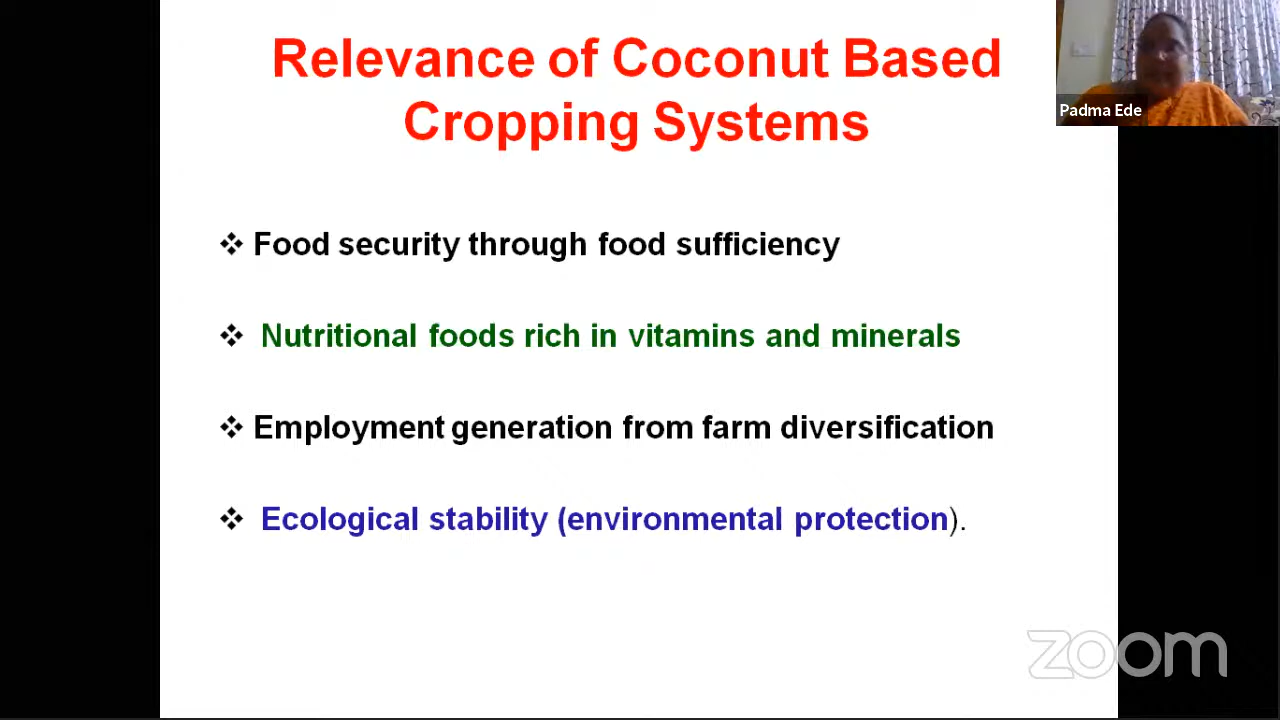 Relevance of Coconut Based
Cropping Systems
Padma Ede
❖ Food security through food sufficiency
❖ Nutritional foods rich in vitamins and minerals
❖ Employment generation from farm diversification
❖ Ecological stability (environmental protection).
zoom